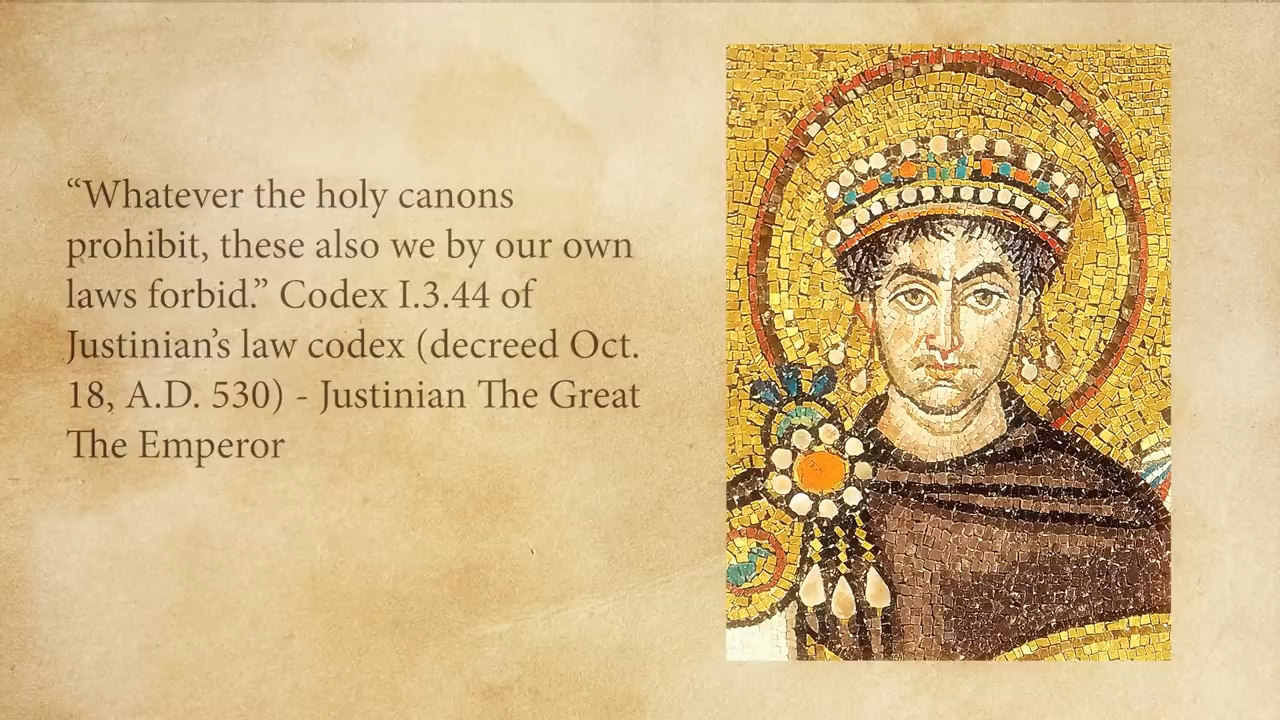 “Whatever the holy canons
prohibit, these also we by our own
laws forbid.” Codex I.3.44 of
Justinian’s law codex (decreed Oct.
18, A.D. 530) - Justinian The Great
The Emperor